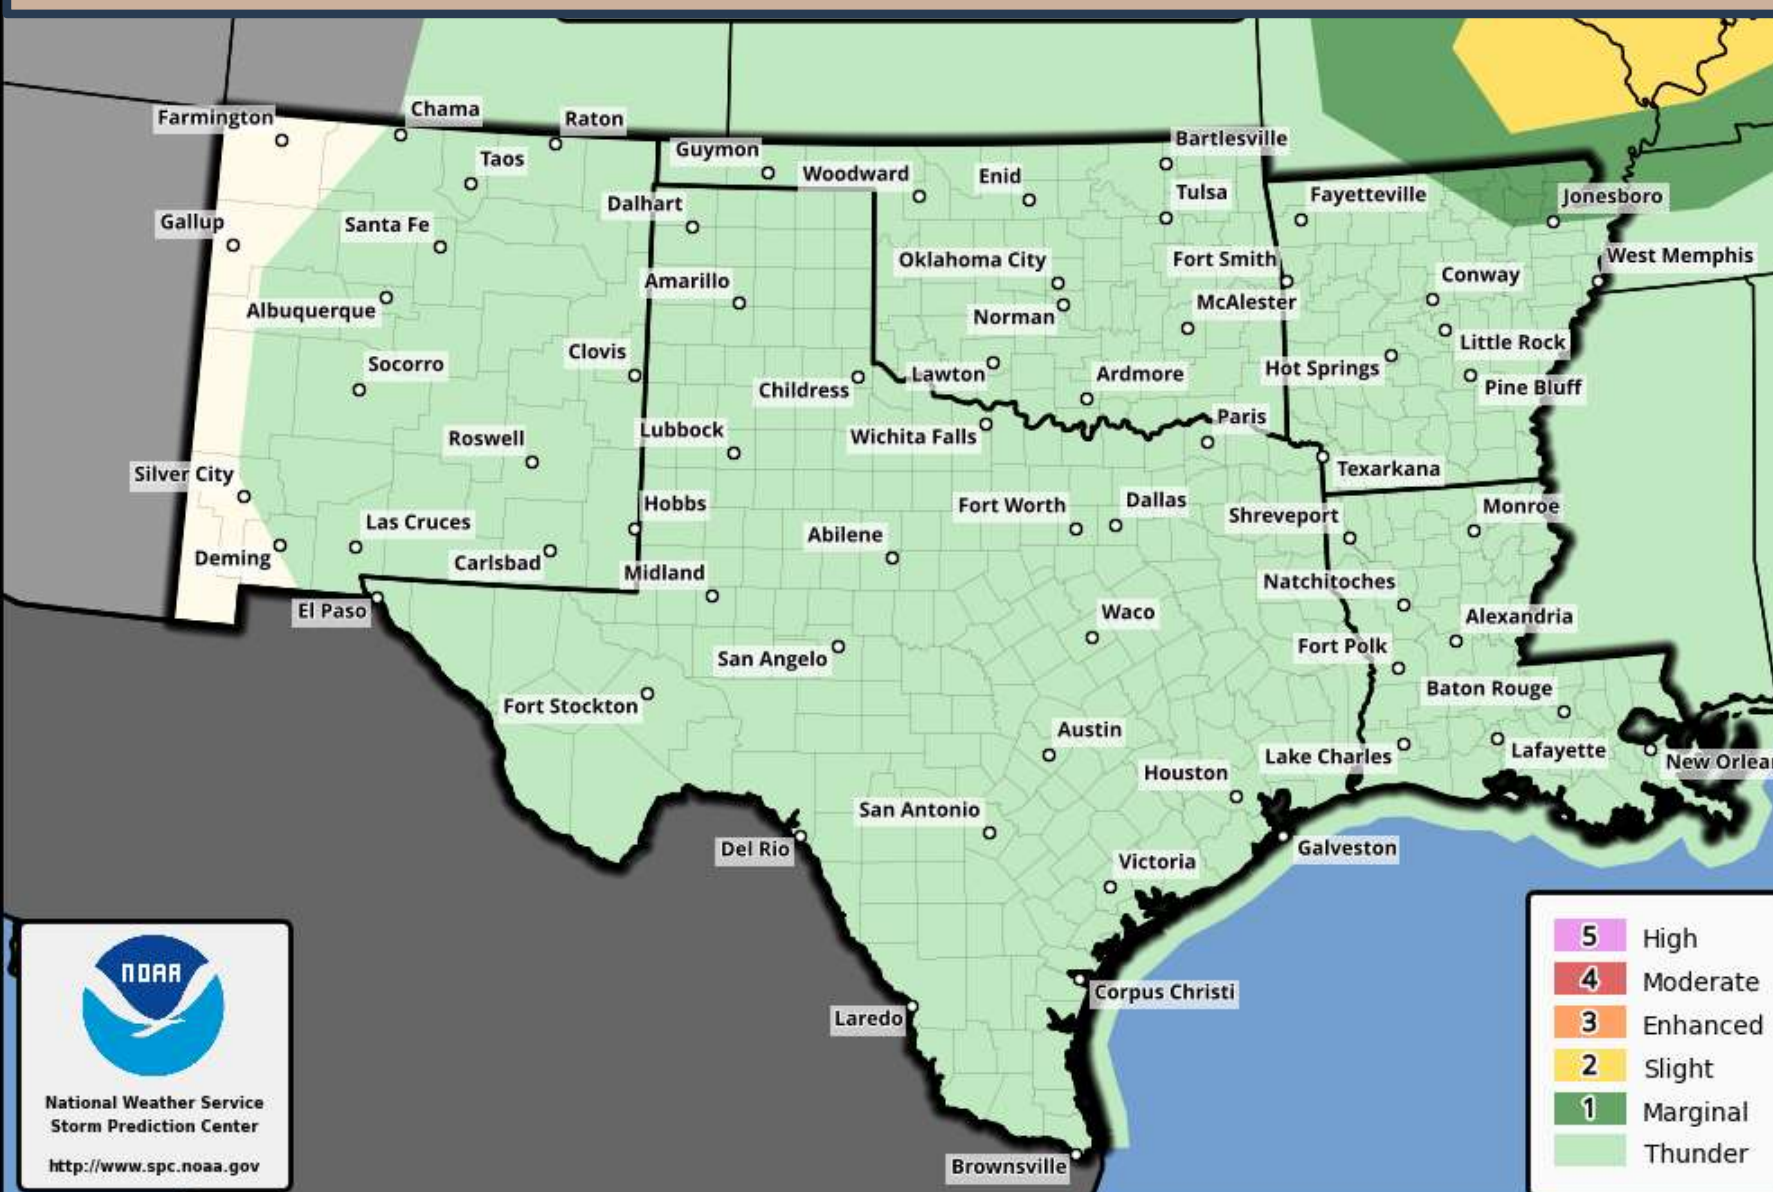 Farmington
Chama
Raton
Bartlesville
Guymon
Taos
Woodward
Enid
Tulsa
Fayetteville
Jonesboro
Dalhart
Gallup
Santa Fe
Oklahoma City
Fort Smith
West Memphis
Amarillo
Conway
Albuquerque
McAlester
Norman
Little Rock
Clovis
Socorro
Hot Springs
Lawton
Ardmore
Childress
Pine Bluff
Paris
Lubbock
Roswell
Wichita Falls
Silver City
Texarkana
Hobbs
Fort Worth
Dallas
Shreveport
Monroe
Las Cruces
Abilene
Deming
Carlsbad
Midland
Natchitoches
El Paso
Waco
Alexandria
Fort Polk
San Angelo
Baton Rouge
Fort Stockton
Austin
Lake Charles
Lafayette
New Orlea
Houston
San Antonio
Del Rio
Galveston
Victoria
Corpus Christi
Laredo
Brownsville
NOAA
National Weather Service
Storm Prediction Center
http://www.spc.noaa.gov
5 High
4 Moderate
3 Enhanced
2 Slight
1 Marginal
Thunder